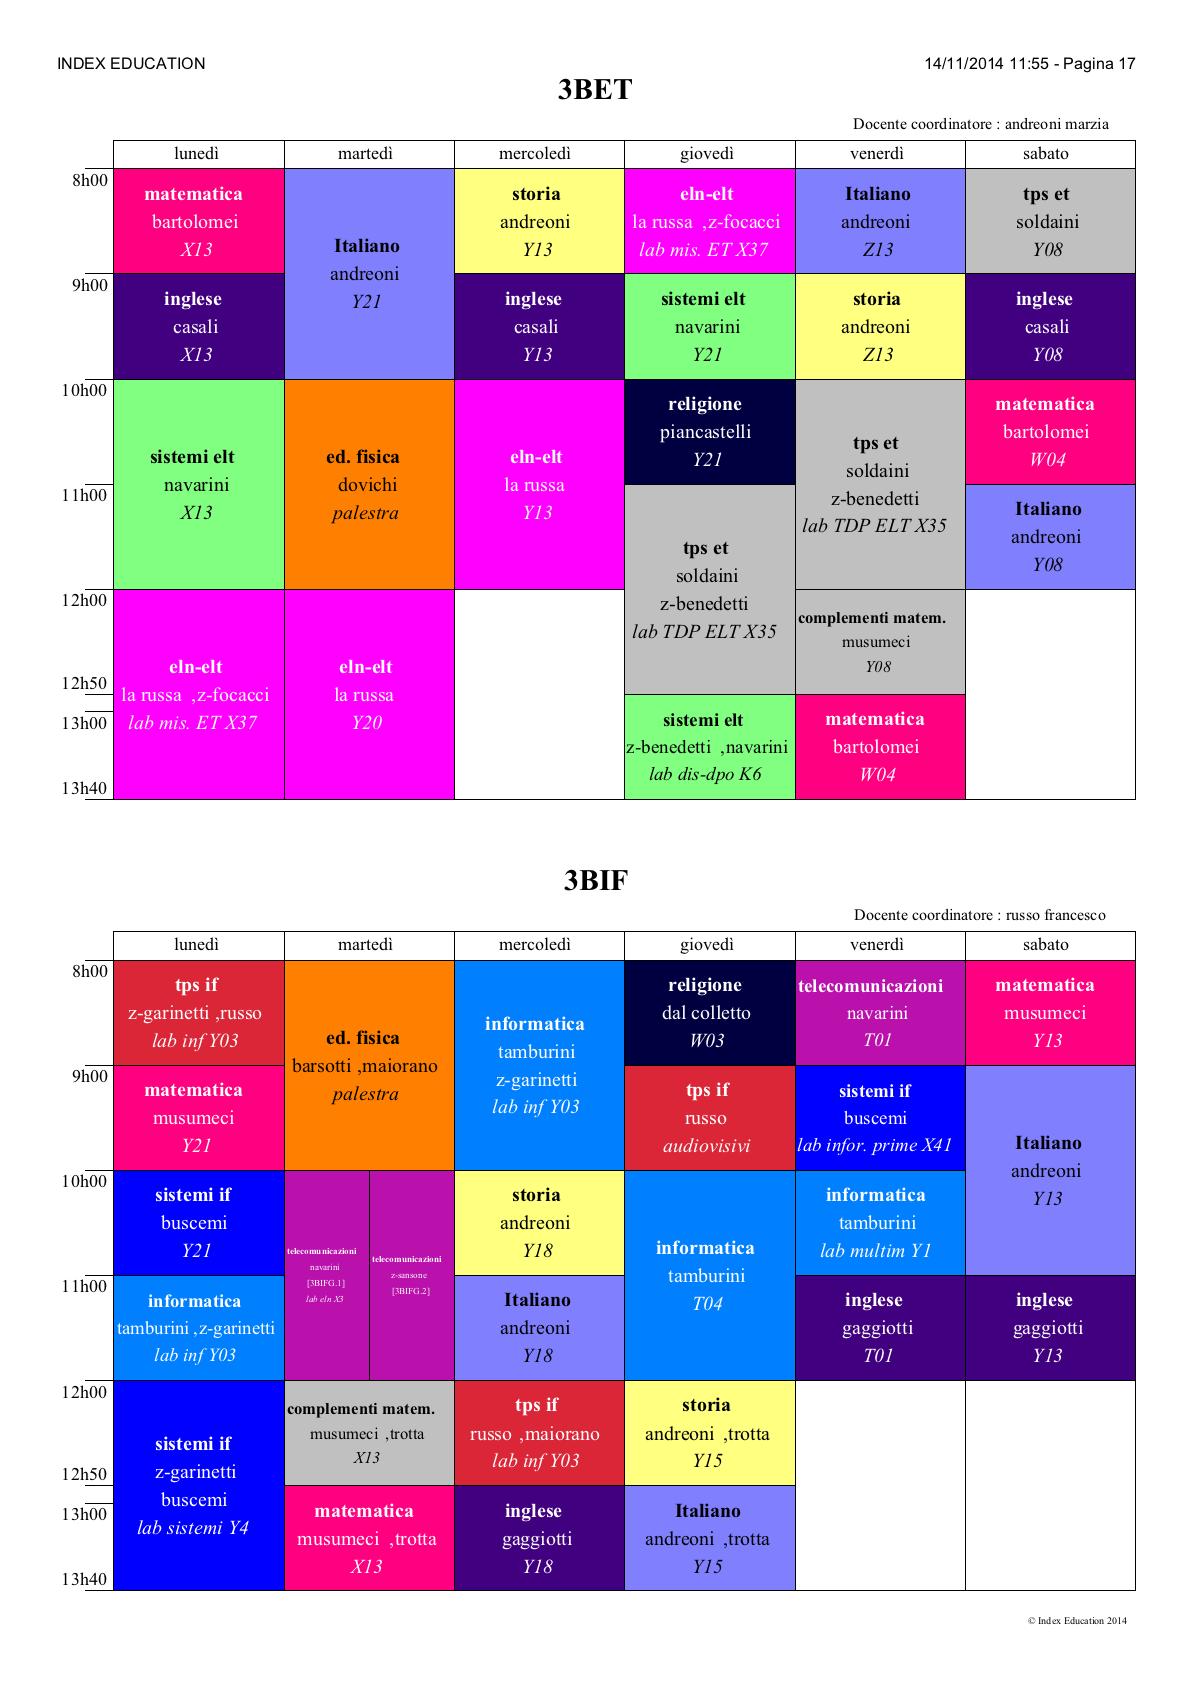 INDEX EDUCATION
14/11/2014 11:55 - Pagina 17
3BET
Docente coordinatore : andreoni marzia
lunedì martedì mercoledì giovedì venerdì sabato
8h00
matematica
bartolomei
X13
Italiano
andreoni
Y21
storia
andreoni
Y13
eln-elt
la russa ,z-focacci
lab mis. ET X37
Italiano
andreoni
Z13
tps et
soldaini
Y08
9h00
inglese
casali
X13
inglese
casali
Y13
sistemi elt
navarini
Y21
storia
andreoni
Z13
inglese
casali
Y08
10h00
sistemi elt
navarini
X13
ed. fisica
dovichi
palestra
eln-elt
la russa
Y13
religione
piancastelli
Y21
tps et
soldaini
z-benedetti
lab TDP ELT X35
matematica
bartolomei
W04
11h00
tps et
soldaini
z-benedetti
lab TDP ELT X35
Italiano
andreoni
Y08
12h00
eln-elt
la russa ,z-focacci
lab mis. ET X37
eln-elt
la russa
Y20
complementi matem.
musumeci
Y08
12h50
13h00
sistemi elt
z-benedetti ,navarini
lab dis-dpo K6
matematica
bartolomei
W04
13h40
3BIF
Docente coordinatore : russo francesco
lunedì martedì mercoledì giovedì venerdì sabato
8h00
tps if
z-garinetti ,russo
lab inf Y03
ed. fisica
barsotti ,maiorano
palestra
informatica
tamburini
z-garinetti
lab inf Y03
religione
dal colletto
W03
telecomunicazioni
navarini
T01
matematica
musumeci
Y13
9h00
matematica
musumeci
Y21
tps if
russo
audiovisivi
sistemi if
buscemi
lab infor. prime X41
Italiano
andreoni
Y13
10h00
sistemi if
buscemi
Y21
telecomunicazioni
navarini
[3BIFG.1]
lab eln X3
telecomunicazioni
z-sansone
[3BIFG.2]
storia
andreoni
Y18
informatica
tamburini
T04
informatica
tamburini
lab multim Y1
11h00
informatica
tamburini ,z-garinetti
lab inf Y03
Italiano
andreoni
Y18
inglese
gaggiotti
T01
inglese
gaggiotti
Y13
12h00
sistemi if
z-garinetti
buscemi
lab sistemi Y4
complementi matem.
musumeci ,trotta
X13
tps if
russo ,maiorano
lab inf Y03
storia
andreoni ,trotta
Y15
12h50
13h00
matematica
musumeci ,trotta
X13
inglese
gaggiotti
Y18
Italiano
andreoni ,trotta
Y15
13h40
© Index Education 2014